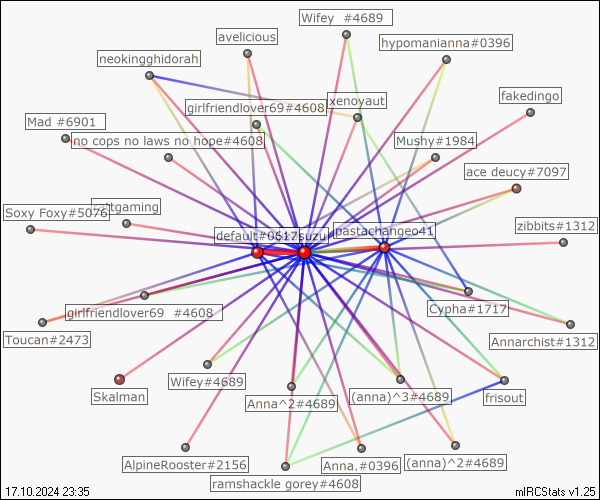 Wifey  #4689
avelicious
hypomanianna#0396
neokingghidorah
fakedingo
girlfriendlover69#4608
xenoyaut
Mad #6901
no cops no laws no hope#4608
Mushy#1984
ace deucy#7097
Soxy Foxy#5076
zibbits#1312
default#0617
suzu
pastachangeo41
girlfriendlover69  #4608
Cypha#1717
Toucan#2473
Annarchist#1312
Skalman
Wifey#4689
Anna^2#4689
(anna)^3#4689
frisout
AlpineRooster#2156
Anna.#0396
(anna)^2#4689
ramshackle gorey#4608
17.10.2024 23:35
mIRCStats v1.25